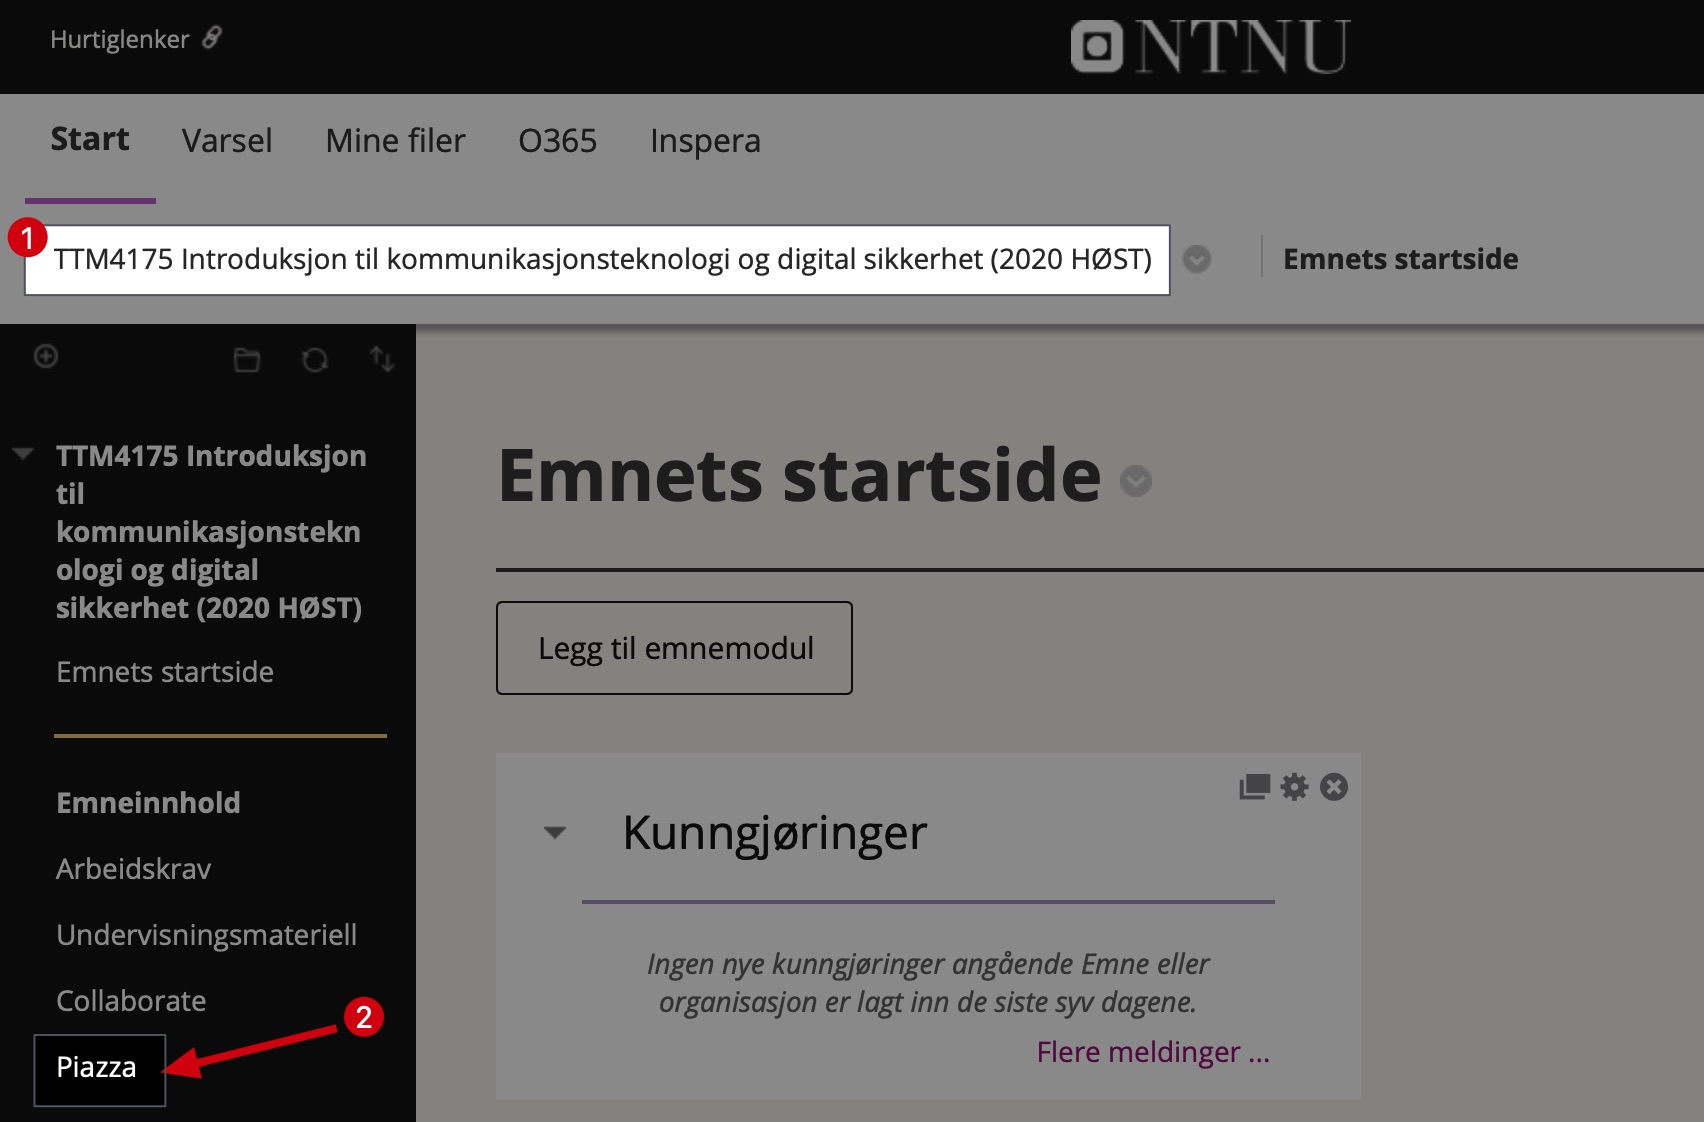 Hurtiglenker
NTNU
Start Varsel Mine filer O365 Inspera
1
TTM4175 Introduksjon til kommunikasjonsteknologi og digital sikkerhet (2020 HØST) Emnets startside
TTM4175 Introduksjon
til
kommunikasjonstekn
ologi og digital
sikkerhet (2020 HØST)
Emnets startside
Emneinnhold
Arbeidskrav
Undervisningsmateriell
Collaborate
2
Piazza
Emnets startside
Legg til emnemodul
Kunngjøringer
Ingen nye kunngjøringer angående Emne eller
organisasjon er lagt inn de siste syv dagene.
Flere meldinger ...